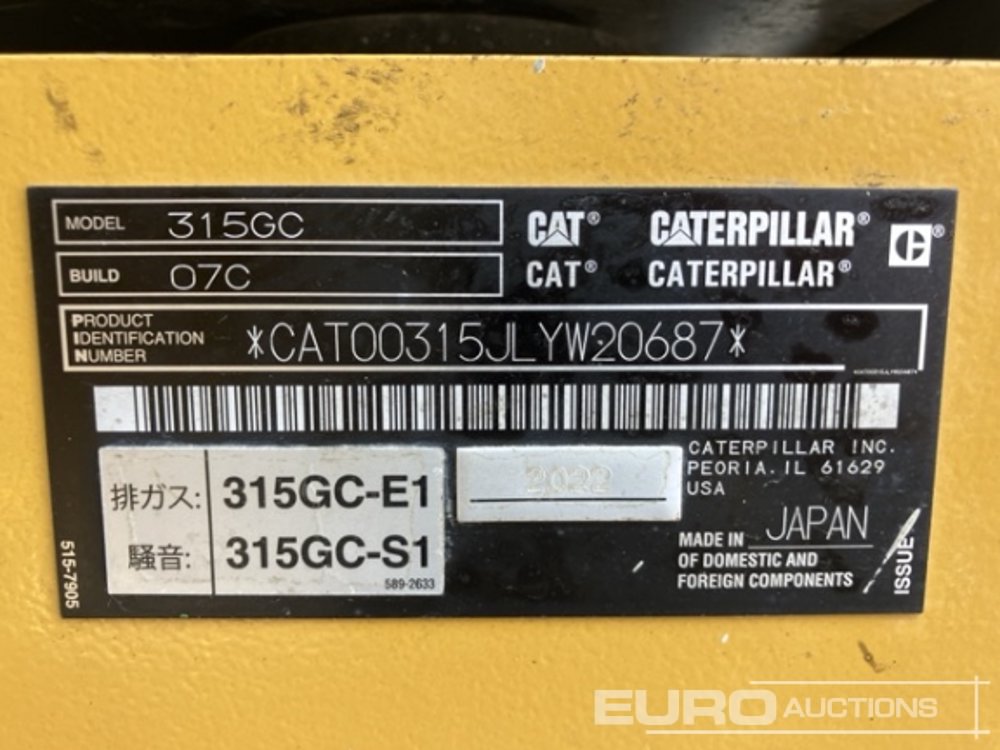 MODEL 315GC
BUILD 07C
CAT® CATERPILLAR®
CAT® CATERPILLAR®
PRODUCT
IDENTIFICATION
NUMBER
*CAT00315JLYW20687*
排ガス: 315GC-E1
騒音: 315GC-S1
589-2633
2022
CATERPILLAR INC.
PEORIA. IL 61629
USA
MADE IN JAPAN
OF DOMESTIC AND
FOREIGN COMPONENTS
ISSUE
515-7905
EURO AUCTIONS